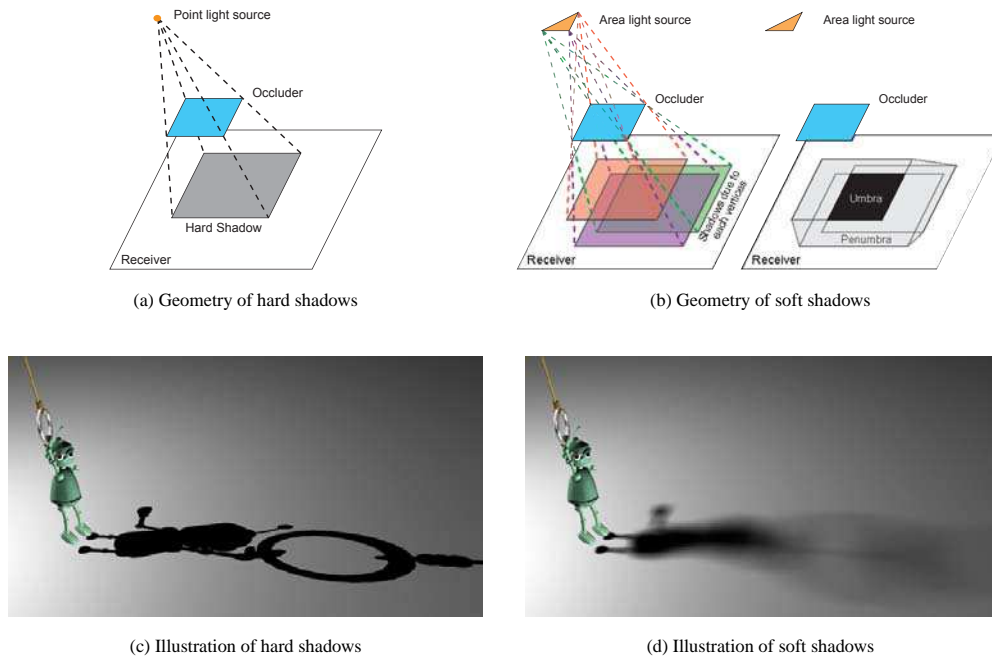 Point light source
Occluder
Hard Shadow
Receiver
(a) Geometry of hard shadows
Area light source
Occluder
Shadows due to
each vertices
Receiver
Area light source
Occluder
Umbra
Penumbra
Receiver
(b) Geometry of soft shadows
(c) Illustration of hard shadows
(d) Illustration of soft shadows